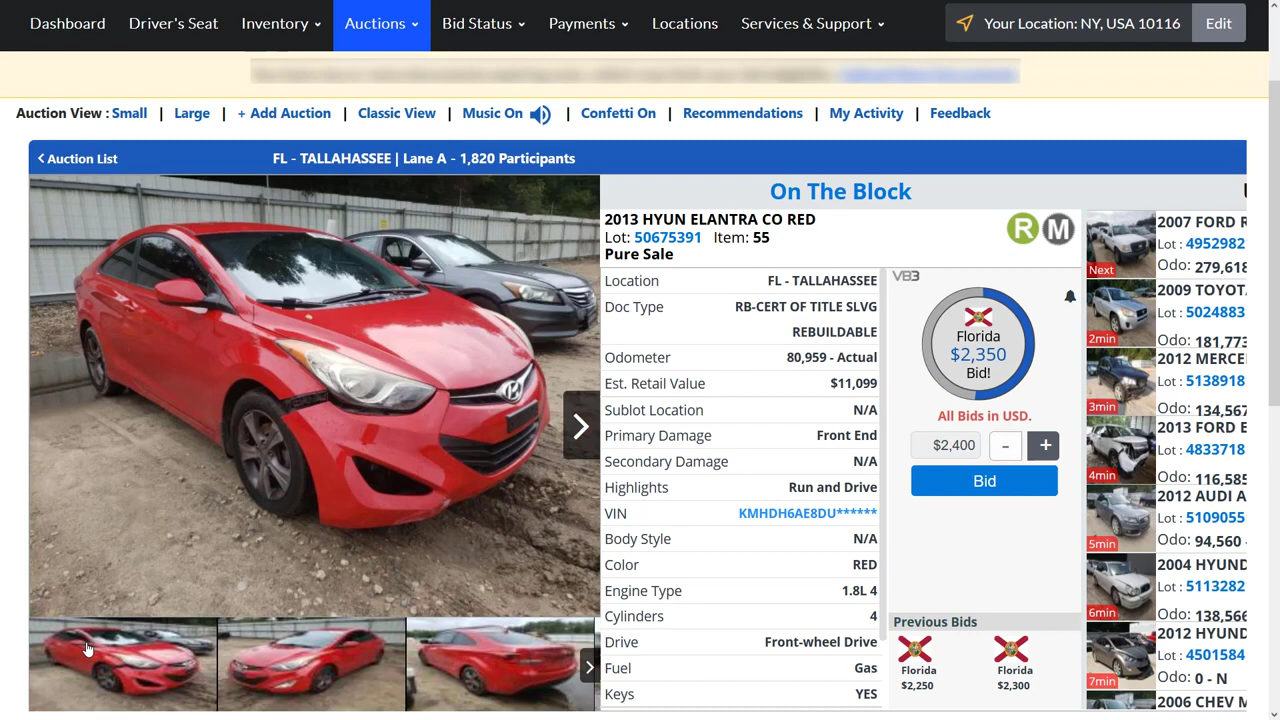 Dashboard Driver's Seat Inventory Auctions Bid Status Payments Locations Services & Support Your Location: NY, USA 10116 Edit
Auction View : Small | Large | + Add Auction | Classic View | Music On | Confetti On | Recommendations | My Activity | Feedback
Auction List FL - TALLAHASSEE | Lane A - 1,820 Participants
On The Block
2013 HYUN ELANTRA CO RED
Lot: 50675391 Item: 55
Pure Sale
R M
Location FL - TALLAHASSEE
Doc Type RB-CERT OF TITLE SLVG
REBUILDABLE
Odometer 80,959 - Actual
Est. Retail Value $11,099
Sublot Location N/A
Primary Damage Front End
Secondary Damage N/A
Highlights Run and Drive
VIN KMHDH6AE8DU******
Body Style N/A
Color RED
Engine Type 1.8L 4
Cylinders 4
Drive Front-wheel Drive
Fuel Gas
Keys YES
VB3
Florida
$2,350
Bid!
All Bids in USD.
$2,400 - +
Bid
Previous Bids
Florida Florida
$2,250 $2,300
2007 FORD R
Lot : 4952982
Next Odo: 279,618
2009 TOYOT
Lot : 5024883
2min Odo: 181,773
2012 MERCE
Lot : 5138918
3min Odo: 134,567
2013 FORD E
Lot : 4833718
4min Odo: 116,585
2012 AUDI A
Lot : 5109055
5min Odo: 94,560 -
2004 HYUND
Lot : 5113282
6min Odo: 138,566
2012 HYUND
Lot : 4501584
7min Odo: 0 - N
2006 CHEV M